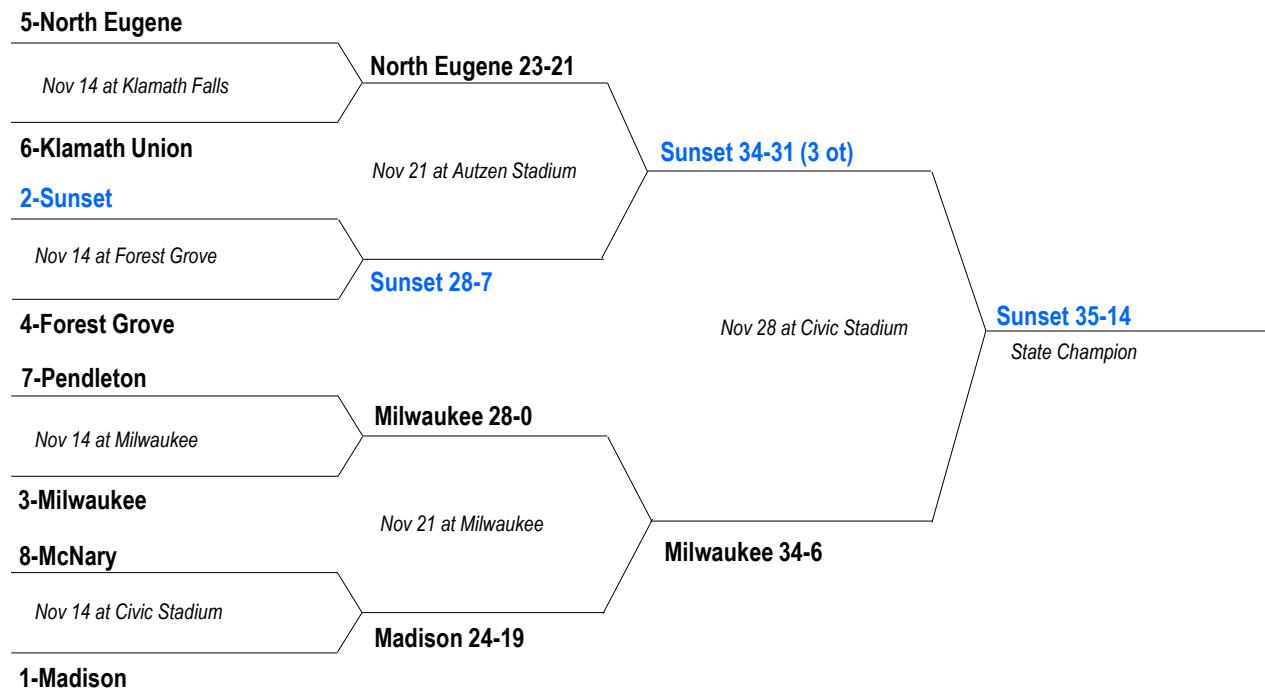 5-North Eugene
Nov 14 at Klamath Falls
North Eugene 23-21
6-Klamath Union
Nov 21 at Autzen Stadium
Sunset 34-31 (3 ot)
2-Sunset
Nov 14 at Forest Grove
Sunset 28-7
4-Forest Grove
Nov 28 at Civic Stadium
Sunset 35-14
State Champion
7-Pendleton
Nov 14 at Milwaukee
Milwaukee 28-0
3-Milwaukee
Nov 21 at Milwaukee
Milwaukee 34-6
8-McNary
Nov 14 at Civic Stadium
Madison 24-19
1-Madison